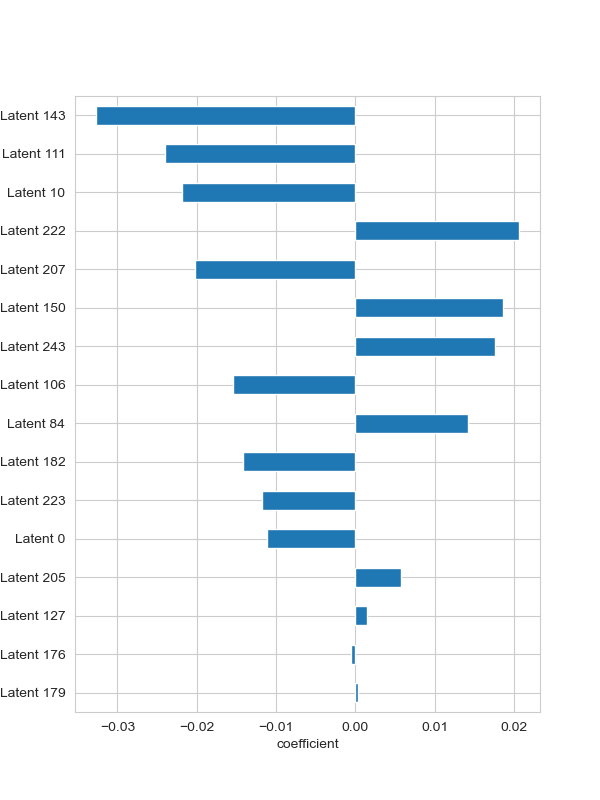 Latent 143
Latent 111
Latent 10
Latent 222
Latent 207
Latent 150
Latent 243
Latent 106
Latent 84
Latent 182
Latent 223
Latent 0
Latent 205
Latent 127
Latent 176
Latent 179
−0.03 −0.02 −0.01 0.00 0.01 0.02
coefficient